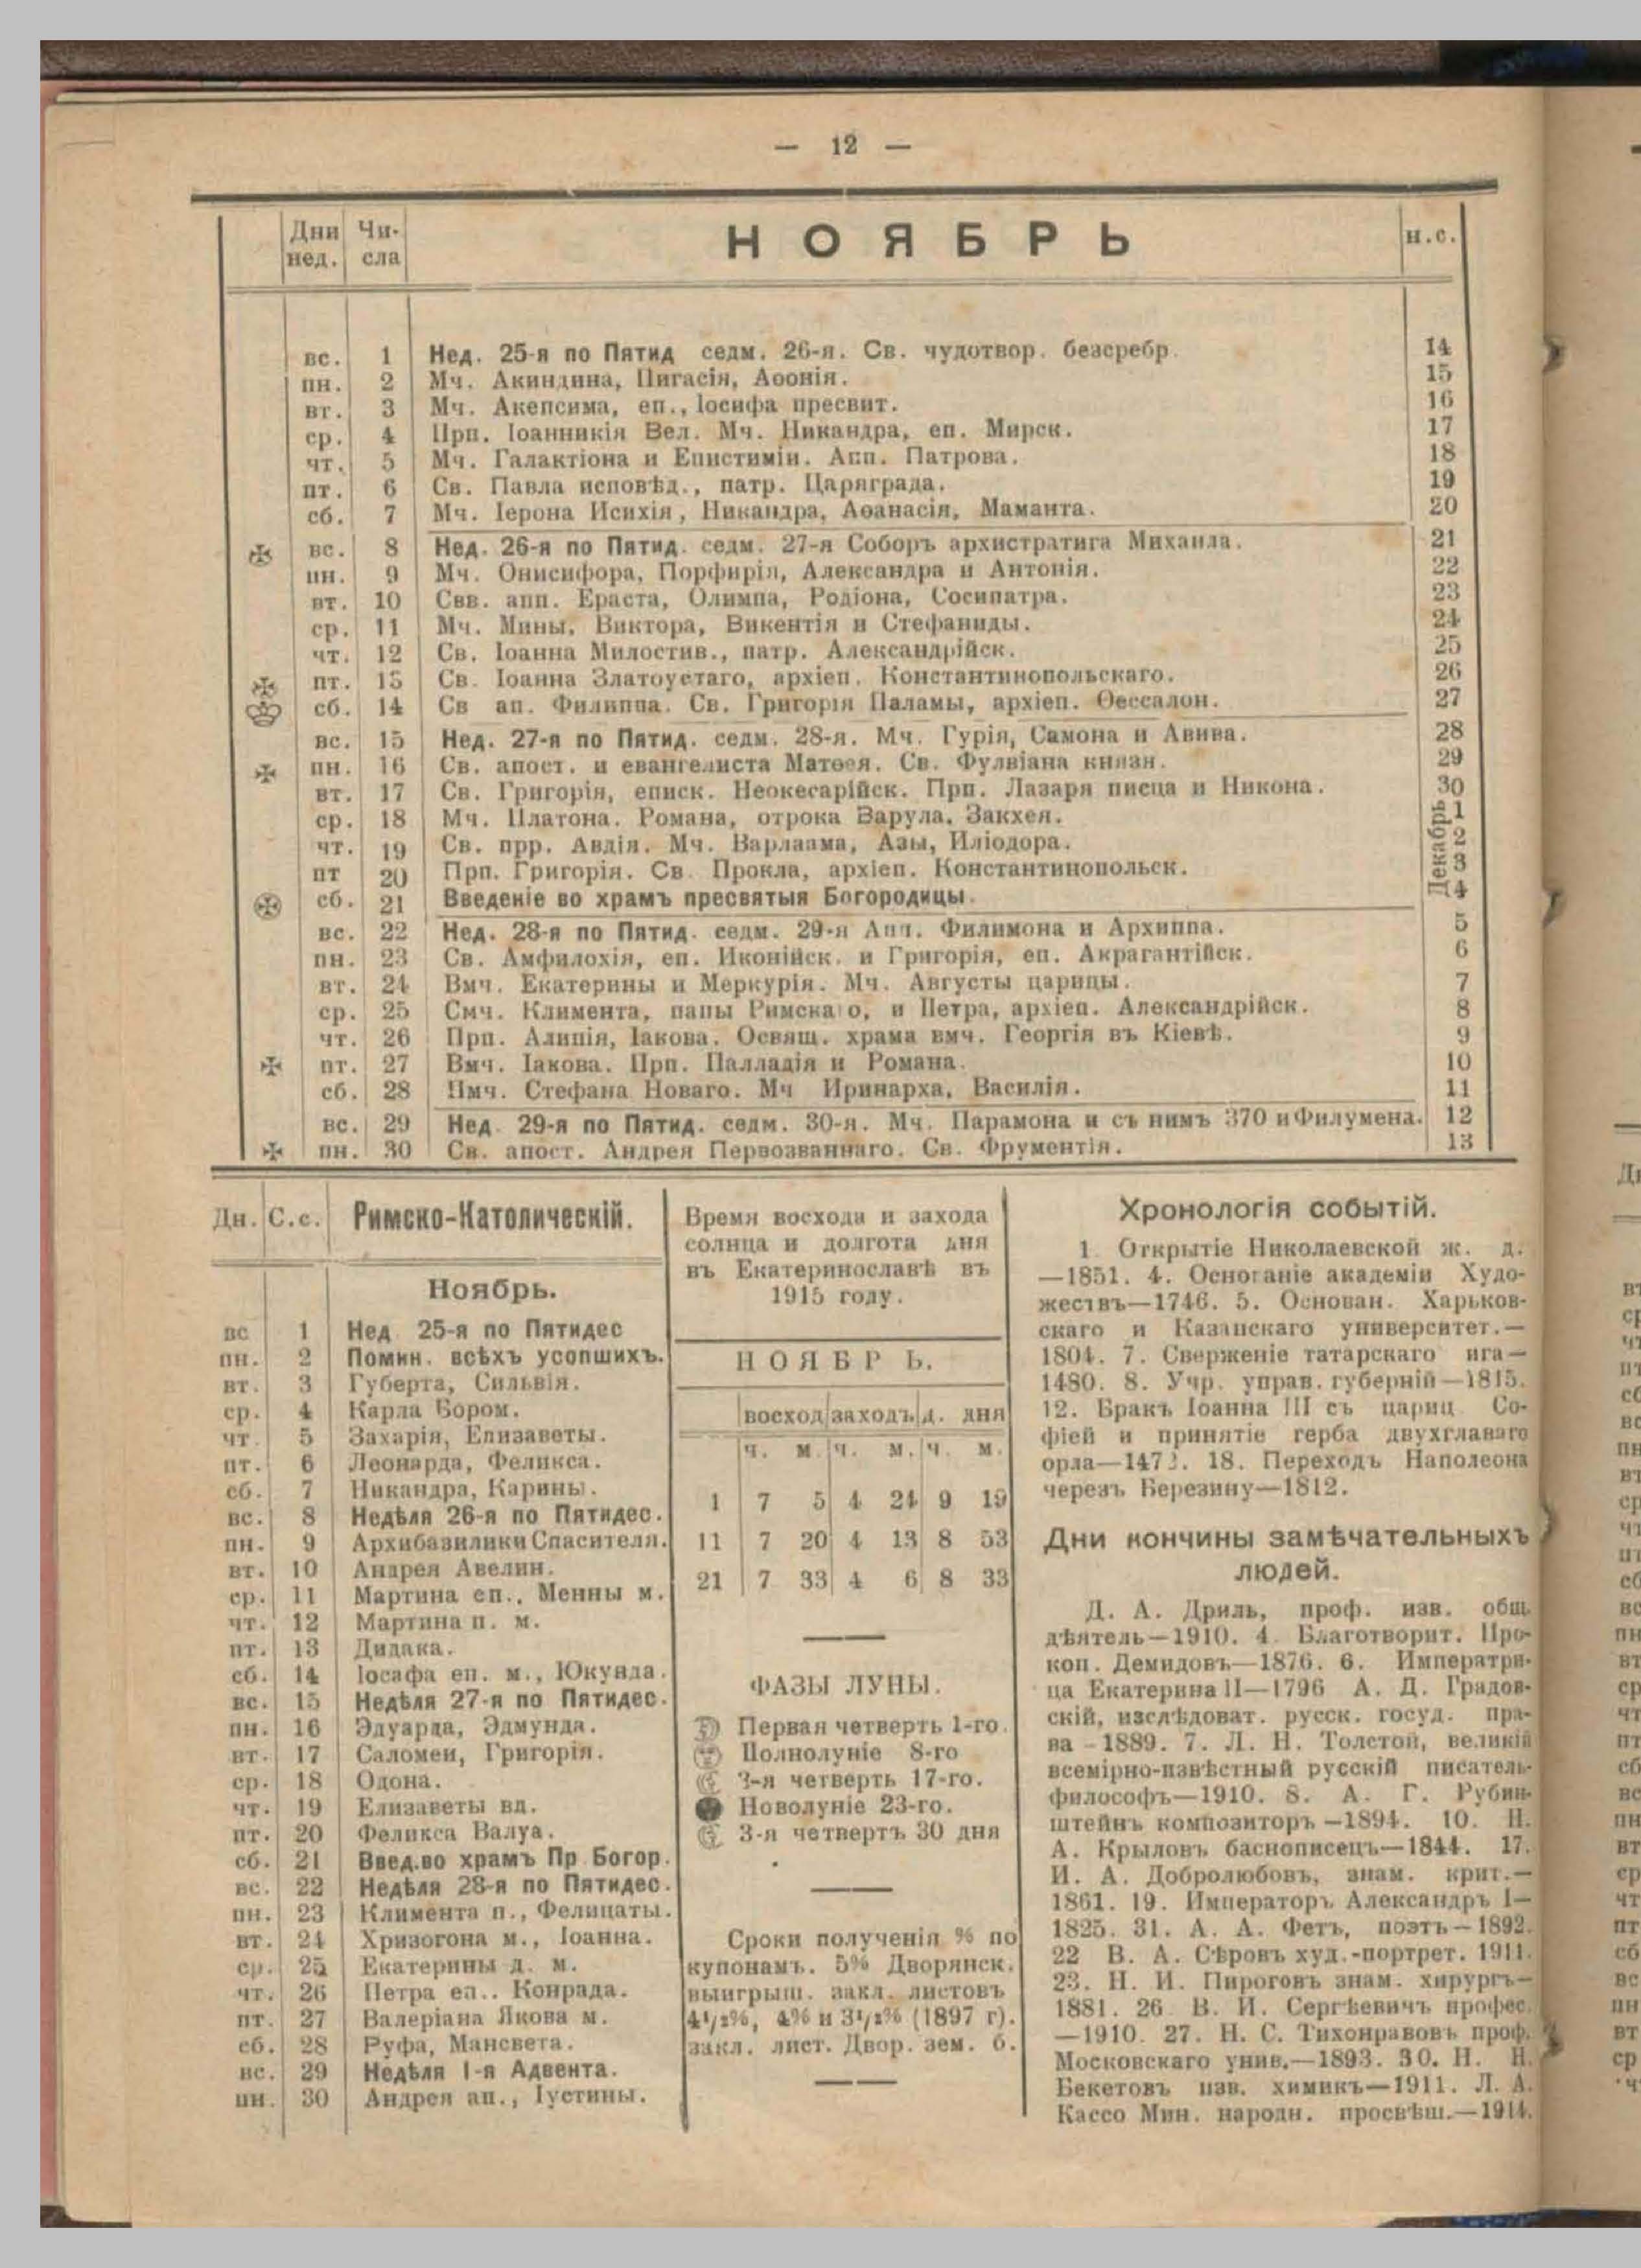 — 12 —
Дни нед. Чи-сла НОЯБРЬ н.с.
вс. 1 Нед. 25-я по Пятид седм. 26-я. Св. чудотвор. безсребр. 14
пн. 2 Мч. Акиндина, Пигасія, Аѳонія. 15
вт. 3 Мч. Акепсима, еп., Іосифа пресвит. 16
ср. 4 Прп. Іоанникія Вел. Мч. Никандра, еп. Мирск. 17
чт. 5 Мч. Галактіона и Епистиміи. Апп. Патрова. 18
пт. 6 Св. Павла исповѣд., патр. Царяграда. 19
сб. 7 Мч. Іерона Исихія, Никандра, Аѳанасія, Маманта. 20
вс. 8 Нед. 26-я по Пятид. седм. 27-я Соборъ архистратига Михаила. 21
пн. 9 Мч. Онисифора, Порфирія, Александра и Антонія. 22
вт. 10 Свв. апп. Ераста, Олимпа, Родіона, Сосипатра. 23
ср. 11 Мч. Мины, Виктора, Викентія и Стефаниды. 24
чт. 12 Св. Іоанна Милостив., патр. Александрійск. 25
пт. 13 Св. Іоанна Златоустаго, архіеп. Константинопольскаго. 26
сб. 14 Св ап. Филиппа. Св. Григорія Паламы, архіеп. Ѳессалон. 27
вс. 15 Нед. 27-я по Пятид. седм. 28-я. Мч. Гурія, Самона и Авива. 28
пн. 16 Св. апост. и евангелиста Матѳея. Св. Фулвіана князя. 29
вт. 17 Св. Григорія, еписк. Неокесарійск. Прп. Лазаря писца и Никона. 30
ср. 18 Мч. Платона. Романа, отрока Варула, Закхея. Декабрь 1
чт. 19 Св. прр. Авдія. Мч. Варлаама, Азы, Иліодора. 2
пт 20 Прп. Григорія. Св. Прокла, архіеп. Константинопольск. 3
сб. 21 Введеніе во храмъ пресвятыя Богородицы. 4
вс. 22 Нед. 28-я по Пятид. седм. 29-я Апп. Филимона и Архиппа. 5
пн. 23 Св. Амфилохія, еп. Иконійск. и Григорія, еп. Акрагантійск. 6
вт. 24 Вмч. Екатерины и Меркурія. Мч. Августы царицы. 7
ср. 25 Смч. Климента, папы Римскаго, и Петра, архіеп. Александрійск. 8
чт. 26 Прп. Алипія, Іакова. Освящ. храма вмч. Георгія въ Кіевѣ. 9
пт. 27 Вмч. Іакова. Прп. Палладія и Романа. 10
сб. 28 Пмч. Стефана Новаго. Мч Иринарха, Василія. 11
вс. 29 Нед 29-я по Пятид. седм. 30-я. Мч. Парамона и съ нимъ 370 и Филумена. 12
пн. 30 Св. апост. Андрея Первозваннаго. Св. Фрументія. 13
Дн. С.с. Римско-Католическій.
Ноябрь.
вс 1 Нед 25-я по Пятидес
пн. 2 Помин. всѣхъ усопшихъ.
вт. 3 Губерта, Сильвія.
ср. 4 Карла Бором.
чт. 5 Захарія, Елизаветы.
пт. 6 Леонарда, Феликса.
сб. 7 Никандра, Карины.
вс. 8 Недѣля 26-я по Пятидес.
пн. 9 Архибазилики Спасителя.
вт. 10 Андрея Авелин.
ср. 11 Мартина еп., Менны м.
чт. 12 Мартина п. м.
пт. 13 Дидака.
сб. 14 Іосафа еп. м., Юкунда.
вс. 15 Недѣля 27-я по Пятидес.
пн. 16 Эдуарда, Эдмунда.
вт. 17 Саломеи, Григорія.
ср. 18 Одона.
чт. 19 Елизаветы вд.
пт. 20 Феликса Валуа.
сб. 21 Введ.во храмъ Пр Богор.
вс. 22 Недѣля 28-я по Пятидес.
пн. 23 Климента п., Фелицаты.
вт. 24 Хризогона м., Іоанна.
ср. 25 Екатерины д. м.
чт. 26 Петра еп.. Конрада.
пт. 27 Валеріана Якова м.
сб. 28 Руфа, Мансвета.
вс. 29 Недѣля I-я Адвента.
пн. 30 Андрея ап., Іустины.
Время восхода и захода
солнца и долгота дня
въ Екатеринославѣ въ
1915 году.
НОЯБРЬ.
восход заходъ д. дня
ч. м. ч. м. ч. м.
1 7 5 4 24 9 19
11 7 20 4 13 8 53
21 7 33 4 6 8 33
ФАЗЫ ЛУНЫ.
Первая четверть 1-го.
Полнолуніе 8-го
3-я четверть 17-го.
Новолуніе 23-го.
3-я четвертъ 30 дня
Сроки полученія % по
купонамъ. 5% Дворянск.
выигрыш. закл. листовъ
4¹/₂%, 4% и 3¹/₂% (1897 г).
закл. лист. Двор. зем. б.
Хронологія событій.
1 Открытіе Николаевской ж. д.
—1851. 4. Основаніе академіи Худо-
жествъ—1746. 5. Основан. Харьков-
скаго и Казанскаго университет.—
1804. 7. Сверженіе татарскаго ига—
1480. 8. Учр. управ. губерній—1815.
12. Бракъ Іоанна III съ цариц Со-
фіей и принятіе герба двухглаваго
орла—1472. 18. Переходъ Наполеона
черезъ Березину—1812.
Дни кончины замѣчательныхъ
людей.
Д. А. Дриль, проф. изв. общ.
дѣятель—1910. 4. Благотворит. Про-
коп. Демидовъ—1876. 6. Императри-
ца Екатерина II—1796 А. Д. Градов-
скій, изслѣдоват. русск. госуд. пра-
ва - 1889. 7. Л. Н. Толстой, великій
всемірно-извѣстный русскій писатель-
философъ—1910. 8. А. Г. Рубин-
штейнъ композиторъ —1894. 10. И.
А. Крыловъ баснописецъ—1844. 17.
И. А. Добролюбовъ, знам. крит.—
1861. 19. Императоръ Александръ I—
1825. 31. А. А. Фетъ, поэтъ—1892.
22 В. А. Сѣровъ худ.-портрет. 1911.
23. Н. И. Пироговъ знам. хирургъ—
1881. 26 В. И. Сергѣевичъ профес.
—1910. 27. Н. С. Тихонравовъ проф.
Московскаго унив.—1893. 30. Н. Н.
Бекетовъ изв. химикъ—1911. Л. А.
Кассо Мин. народн. просвѣщ.—1914.